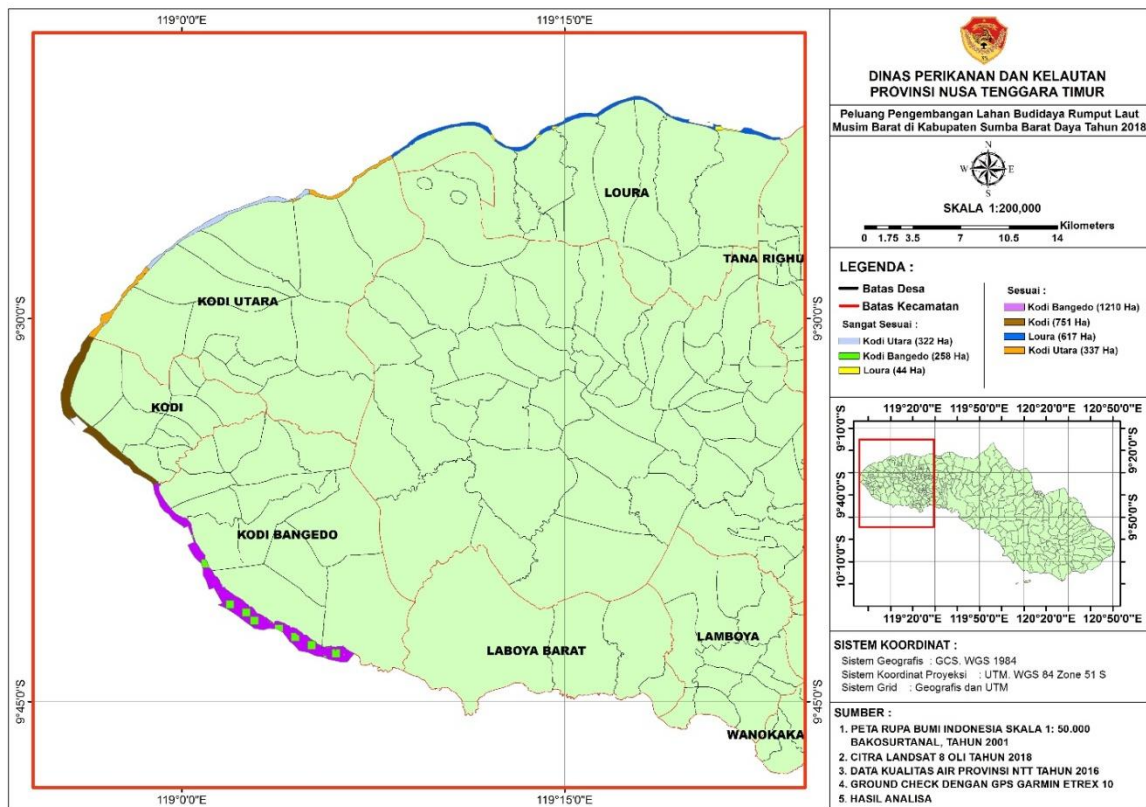 119°0'0"E
119°15'0"E
LOURA
TANA RIGHU
KODI UTARA
9°30'0"S
9°30'0"S
KODI
KODI BANGEDO
LABOYA BARAT
LAMBOYA
9°45'0"S
9°45'0"S
WANOKAKA
119°0'0"E
119°15'0"E
DINAS PERIKANAN DAN KELAUTAN
PROVINSI NUSA TENGGARA TIMUR
Peluang Pengembangan Lahan Budidaya Rumput Laut
Musim Barat di Kabupaten Sumba Barat Daya Tahun 2018
N
W E
S
SKALA 1:200,000
Kilometers
0 1.75 3.5 7 10.5 14
LEGENDA :
Batas Desa
Batas Kecamatan
Sangat Sesuai :
Kodi Utara (322 Ha)
Kodi Bangedo (258 Ha)
Loura (44 Ha)
Sesuai :
Kodi Bangedo (1210 Ha)
Kodi (751 Ha)
Loura (617 Ha)
Kodi Utara (337 Ha)
119°20'0"E 119°50'0"E 120°20'0"E 120°50'0"E
9°10'0"S
9°40'0"S
10°10'0"S
9°20'0"S
9°50'0"S
119°20'0"E 119°50'0"E 120°20'0"E 120°50'0"E
SISTEM KOORDINAT :
Sistem Geografis : GCS. WGS 1984
Sistem Koordinat Proyeksi : UTM. WGS 84 Zone 51 S
Sistem Grid : Geografis dan UTM
SUMBER :
1. PETA RUPA BUMI INDONESIA SKALA 1: 50.000
BAKOSURTANAL, TAHUN 2001
2. CITRA LANDSAT 8 OLI TAHUN 2018
3. DATA KUALITAS AIR PROVINSI NTT TAHUN 2016
4. GROUND CHECK DENGAN GPS GARMIN ETREX 10
5. HASIL ANALISA